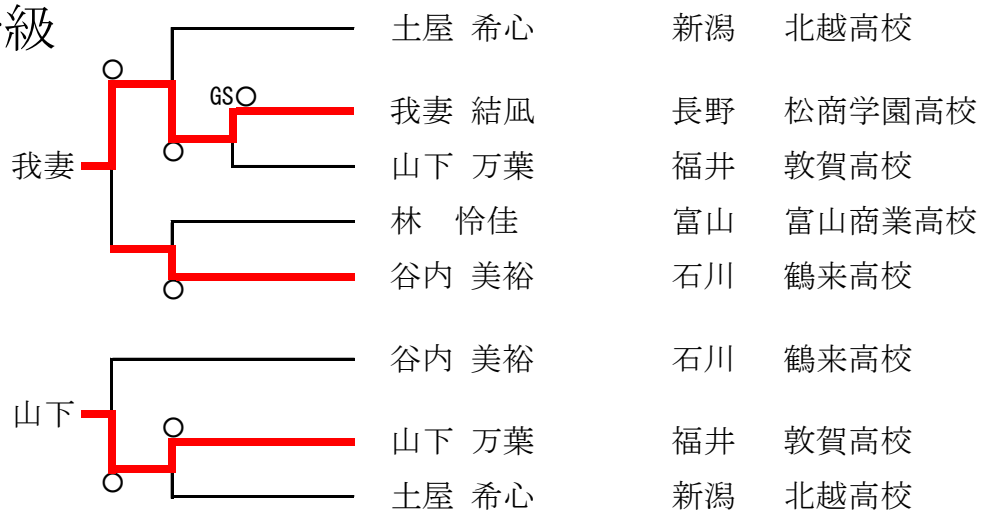 級
土屋 希心 新潟 北越高校
GS○
我妻 結凪 長野 松商学園高校
我妻
山下 万葉 福井 敦賀高校
林 怜佳 富山 富山商業高校
谷内 美裕 石川 鶴来高校
谷内 美裕 石川 鶴来高校
山下
山下 万葉 福井 敦賀高校
土屋 希心 新潟 北越高校